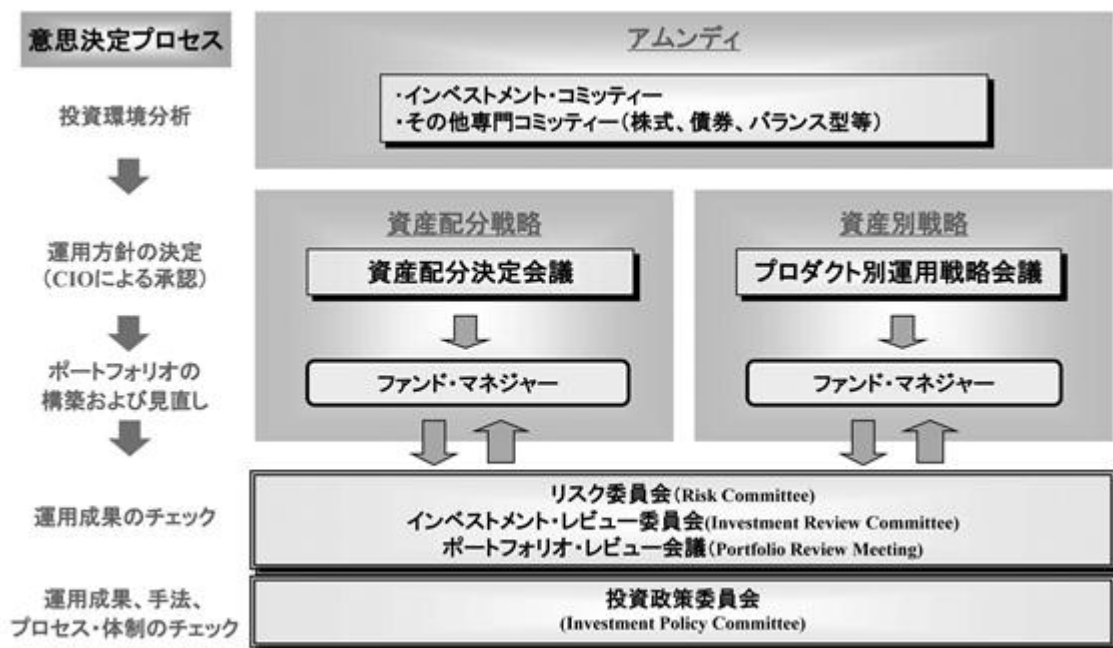 意思決定プロセス
アムンディ
投資環境分析
・インベストメント・コミッティー
・その他専門コミッティー（株式、債券、バランス型等）
資産配分戦略
資産別戦略
運用方針の決定
（CIOによる承認）
資産配分決定会議
プロダクト別運用戦略会議
ポートフォリオの
構築および見直し
ファンド・マネジャー
ファンド・マネジャー
運用成果のチェック
リスク委員会（Risk Committee）
インベストメント・レビュー委員会(Investment Review Committee)
ポートフォリオ・レビュー会議（Portfolio Review Meeting）
運用成果、手法、
プロセス・体制のチェック
投資政策委員会
(Investment Policy Committee)